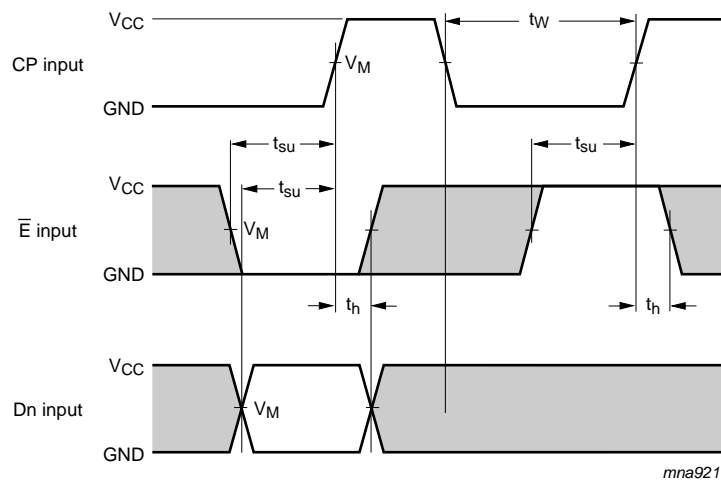 VCC
tW
CP input
VM
GND
tsu
tsu
VCC
tsu
E̅ input
VM
GND
th
th
VCC
Dn input
VM
GND
mna921